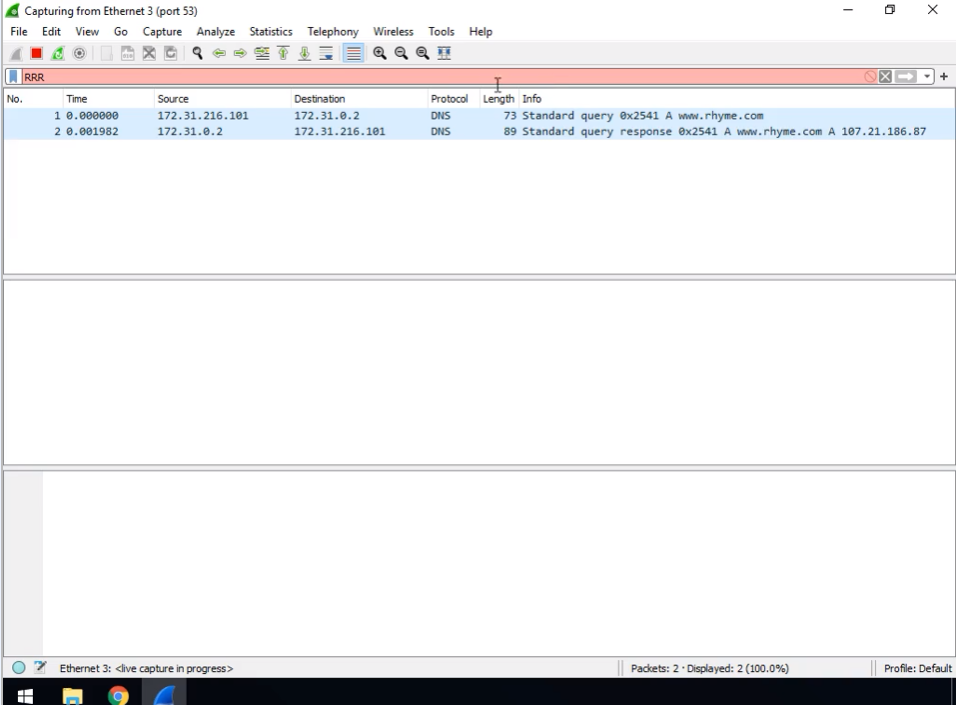 Capturing from Ethernet 3 (port 53)
File Edit View Go Capture Analyze Statistics Telephony Wireless Tools Help
RRR
No. Time Source Destination Protocol Length Info
1 0.000000 172.31.216.101 172.31.0.2 DNS 73 Standard query 0x2541 A www.rhyme.com
2 0.001982 172.31.0.2 172.31.216.101 DNS 89 Standard query response 0x2541 A www.rhyme.com A 107.21.186.87
Ethernet 3: <live capture in progress> Packets: 2 · Displayed: 2 (100.0%) Profile: Default